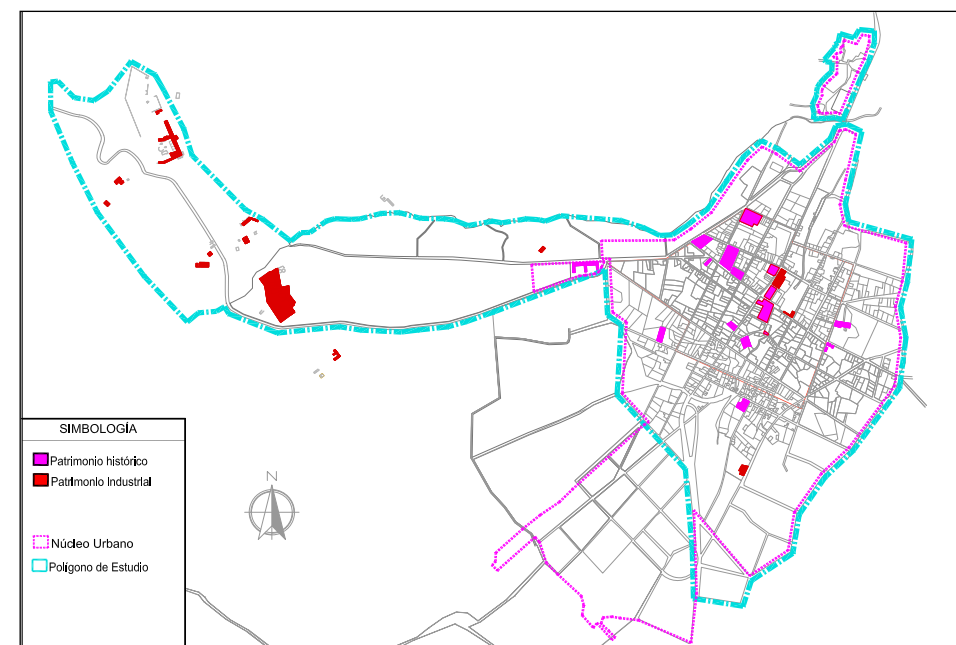 N
SIMBOLOGÍA
Patrimonio histórico
Patrimonio Industrial
Núcleo Urbano
Polígono de Estudio